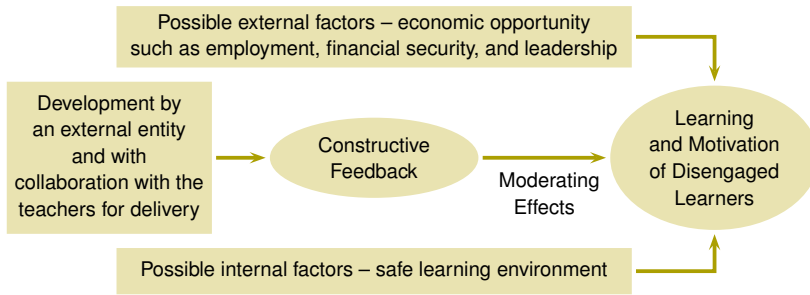 Possible external factors – economic opportunity
such as employment, financial security, and leadership
Development by
an external entity
and with
collaboration with the
teachers for delivery
Constructive
Feedback
Moderating
Effects
Learning
and Motivation
of Disengaged
Learners
Possible internal factors – safe learning environment